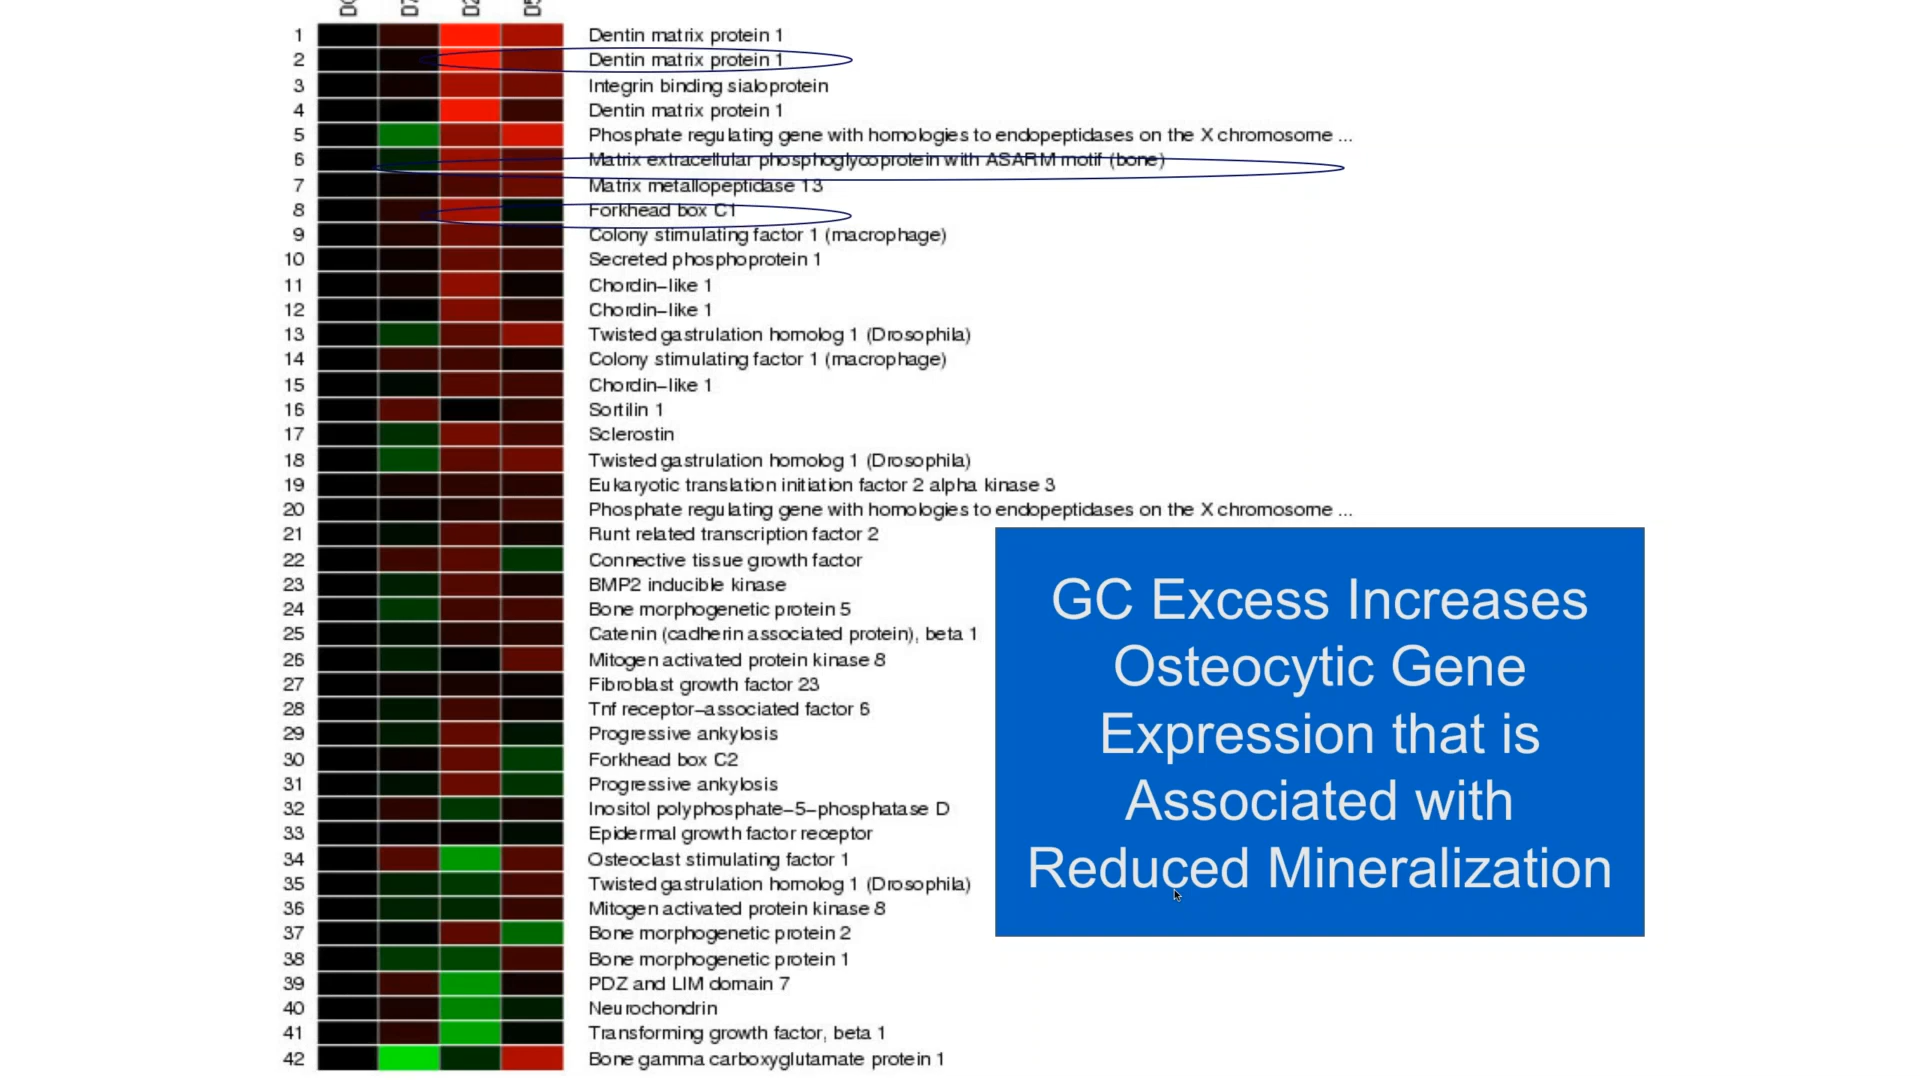 1 Dentin matrix protein 1
2 Dentin matrix protein 1
3 Integrin binding sialoprotein
4 Dentin matrix protein 1
5 Phosphate regulating gene with homologies to endopeptidases on the X chromosome ...
6 Matrix extracellular phosphoglycoprotein with ASARM motif (bone)
7 Matrix metallopeptidase 13
8 Forkhead box C1
9 Colony stimulating factor 1 (macrophage)
10 Secreted phosphoprotein 1
11 Chordin-like 1
12 Chordin-like 1
13 Twisted gastrulation homolog 1 (Drosophila)
14 Colony stimulating factor 1 (macrophage)
15 Chordin-like 1
16 Sortilin 1
17 Sclerostin
18 Twisted gastrulation homolog 1 (Drosophila)
19 Eukaryotic translation initiation factor 2 alpha kinase 3
20 Phosphate regulating gene with homologies to endopeptidases on the X chromosome ...
21 Runt related transcription factor 2
22 Connective tissue growth factor
23 BMP2 inducible kinase
24 Bone morphogenetic protein 5
25 Catenin (cadherin associated protein), beta 1
26 Mitogen activated protein kinase 8
27 Fibroblast growth factor 23
28 Tnf receptor-associated factor 6
29 Progressive ankylosis
30 Forkhead box C2
31 Progressive ankylosis
32 Inositol polyphosphate-5-phosphatase D
33 Epidermal growth factor receptor
34 Osteoclast stimulating factor 1
35 Twisted gastrulation homolog 1 (Drosophila)
36 Mitogen activated protein kinase 8
37 Bone morphogenetic protein 2
38 Bone morphogenetic protein 1
39 PDZ and LIM domain 7
40 Neurochondrin
41 Transforming growth factor, beta 1
42 Bone gamma carboxyglutamate protein 1
GC Excess Increases
Osteocytic Gene
Expression that is
Associated with
Reduced Mineralization